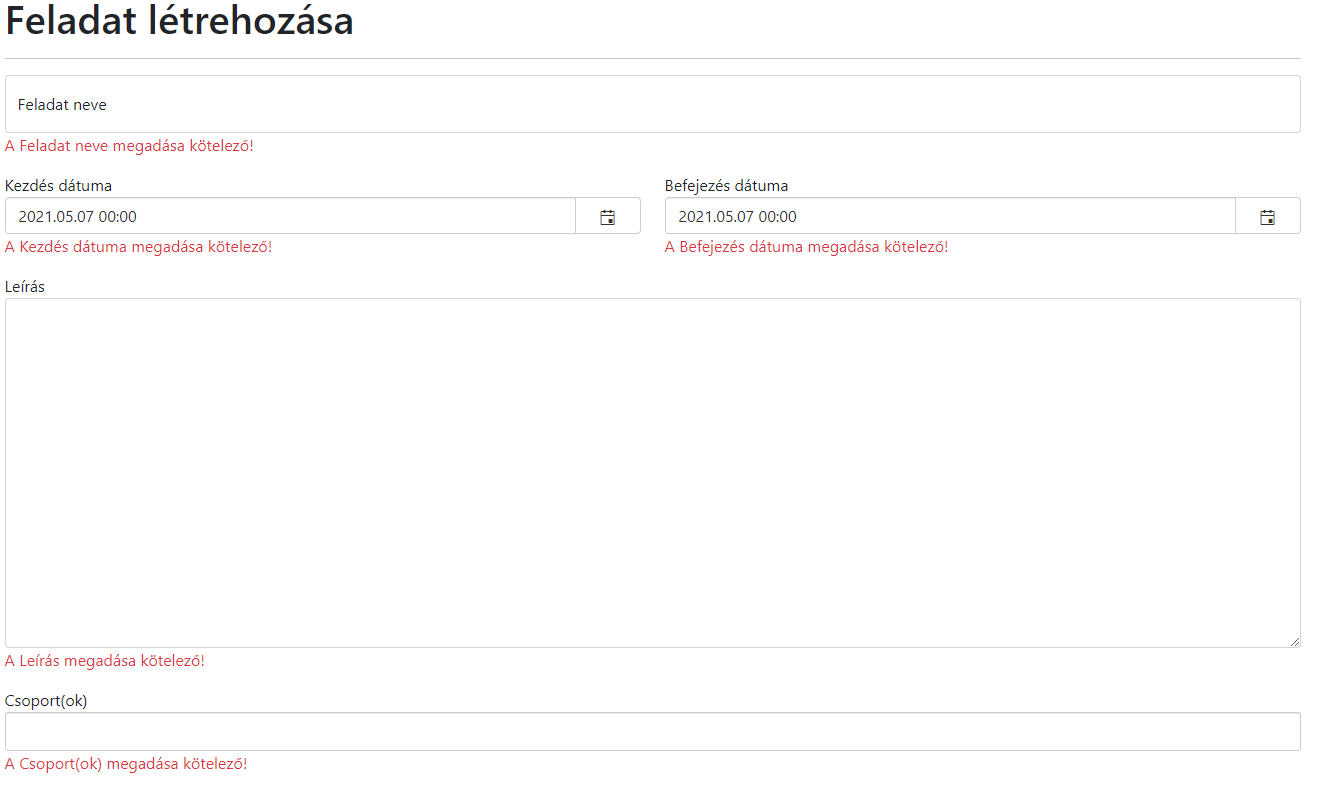 Feladat létrehozása
Feladat neve
A Feladat neve megadása kötelező!
Kezdés dátuma
2021.05.07 00:00
A Kezdés dátuma megadása kötelező!
Befejezés dátuma
2021.05.07 00:00
A Befejezés dátuma megadása kötelező!
Leírás
A Leírás megadása kötelező!
Csoport(ok)
A Csoport(ok) megadása kötelező!